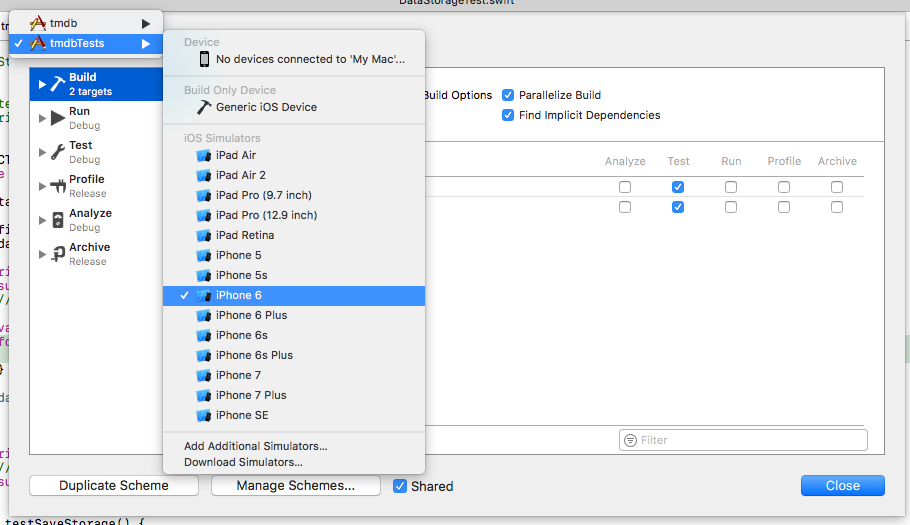 DataStorageTest.swift
tmdb
tmdbTests
Device
No devices connected to 'My Mac'...
Build Only Device
Generic iOS Device
iOS Simulators
iPad Air
iPad Air 2
iPad Pro (9.7 inch)
iPad Pro (12.9 inch)
iPad Retina
iPhone 5
iPhone 5s
iPhone 6
iPhone 6 Plus
iPhone 6s
iPhone 6s Plus
iPhone 7
iPhone 7 Plus
iPhone SE
Add Additional Simulators...
Download Simulators...
Build
2 targets
Run
Debug
Test
Debug
Profile
Release
Analyze
Debug
Archive
Release
Build Options
Parallelize Build
Find Implicit Dependencies
Analyze Test Run Profile Archive
Filter
Duplicate Scheme
Manage Schemes...
Shared
Close
testSaveStorage() {